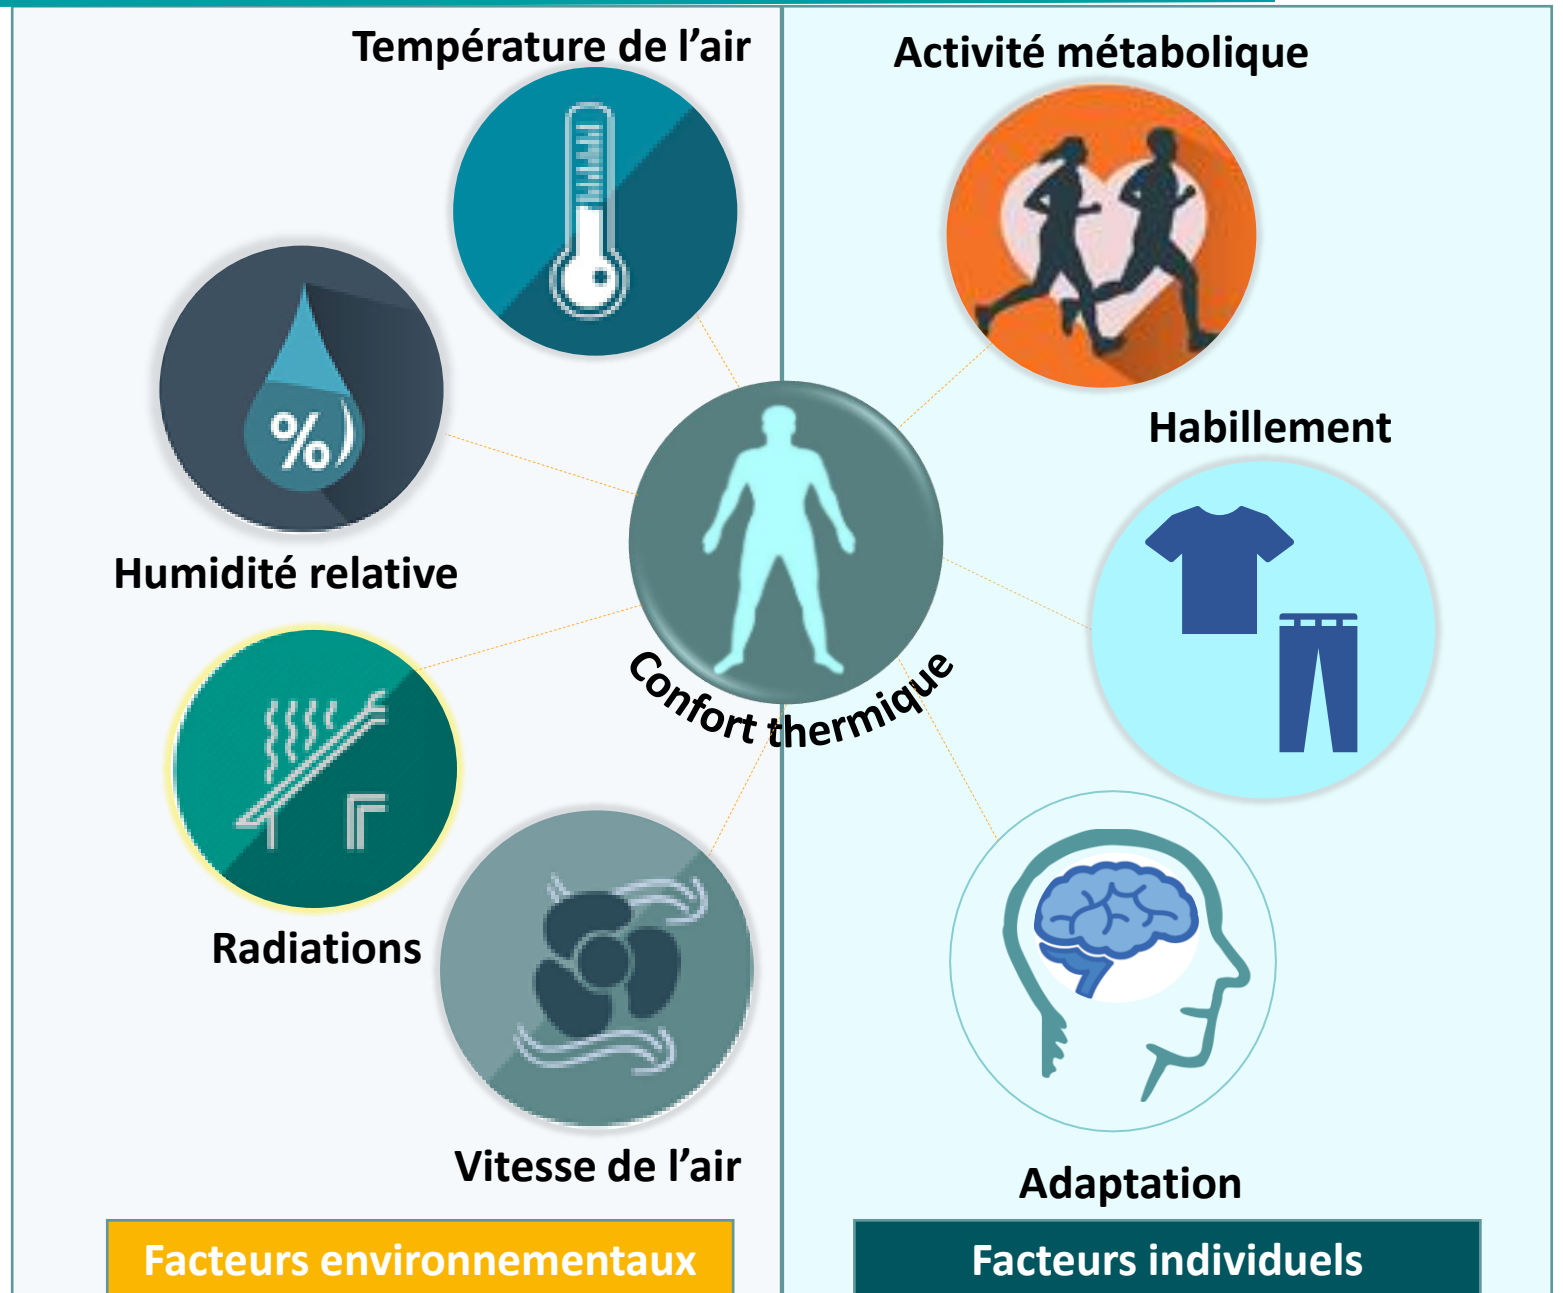 Température de l’air
Activité métabolique
Habillement
%
Humidité relative
Confort thermique
Radiations
Vitesse de l’air
Adaptation
Facteurs environnementaux
Facteurs individuels